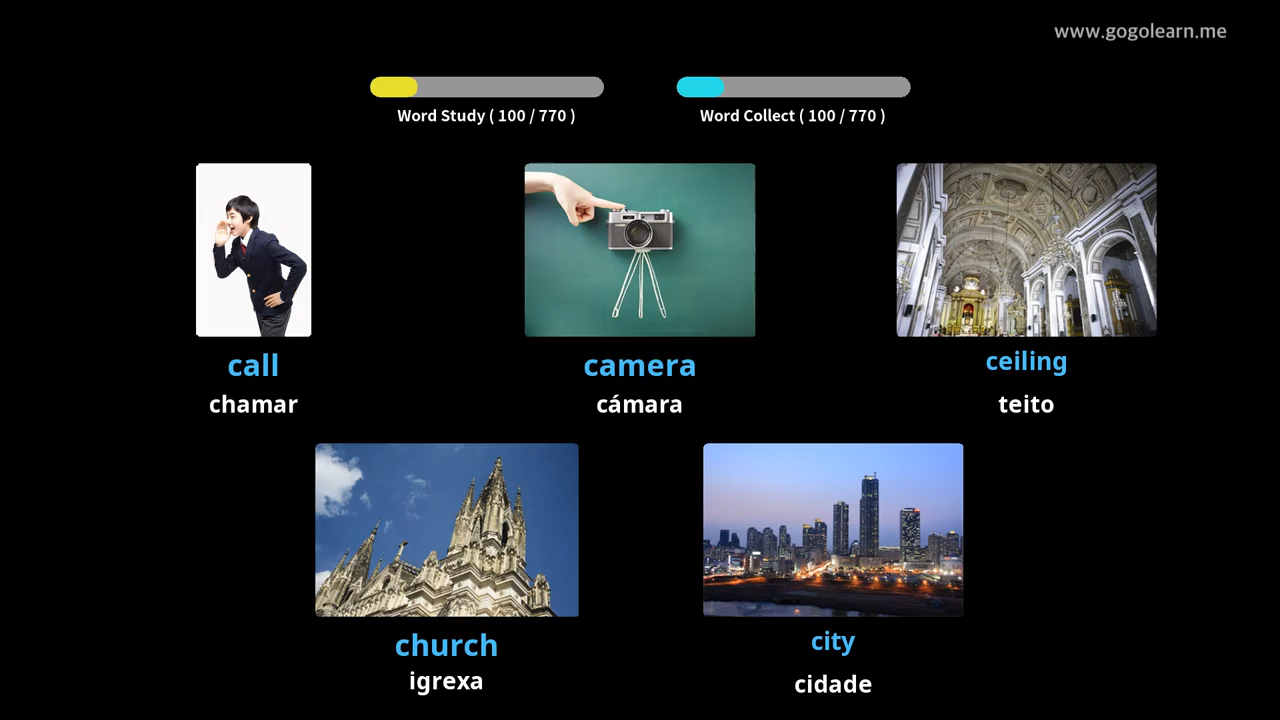 www.gogolearn.me
Word Study ( 100 / 770 )
Word Collect ( 100 / 770 )
call
chamar
camera
cámara
ceiling
teito
church
igrexa
city
cidade